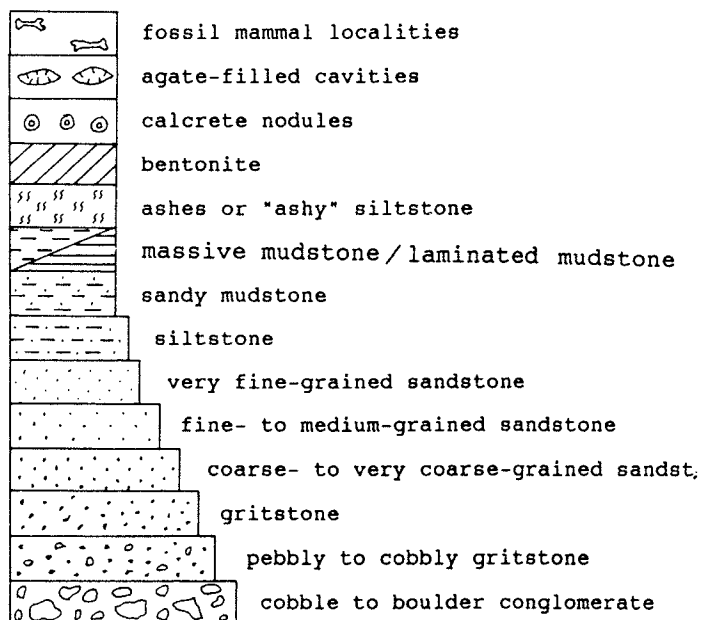 fossil mammal localities
agate-filled cavities
calcrete nodules
bentonite
ashes or "ashy" siltstone
massive mudstone / laminated mudstone
sandy mudstone
siltstone
very fine-grained sandstone
fine- to medium-grained sandstone
coarse- to very coarse-grained sandst.
gritstone
pebbly to cobbly gritstone
cobble to boulder conglomerate